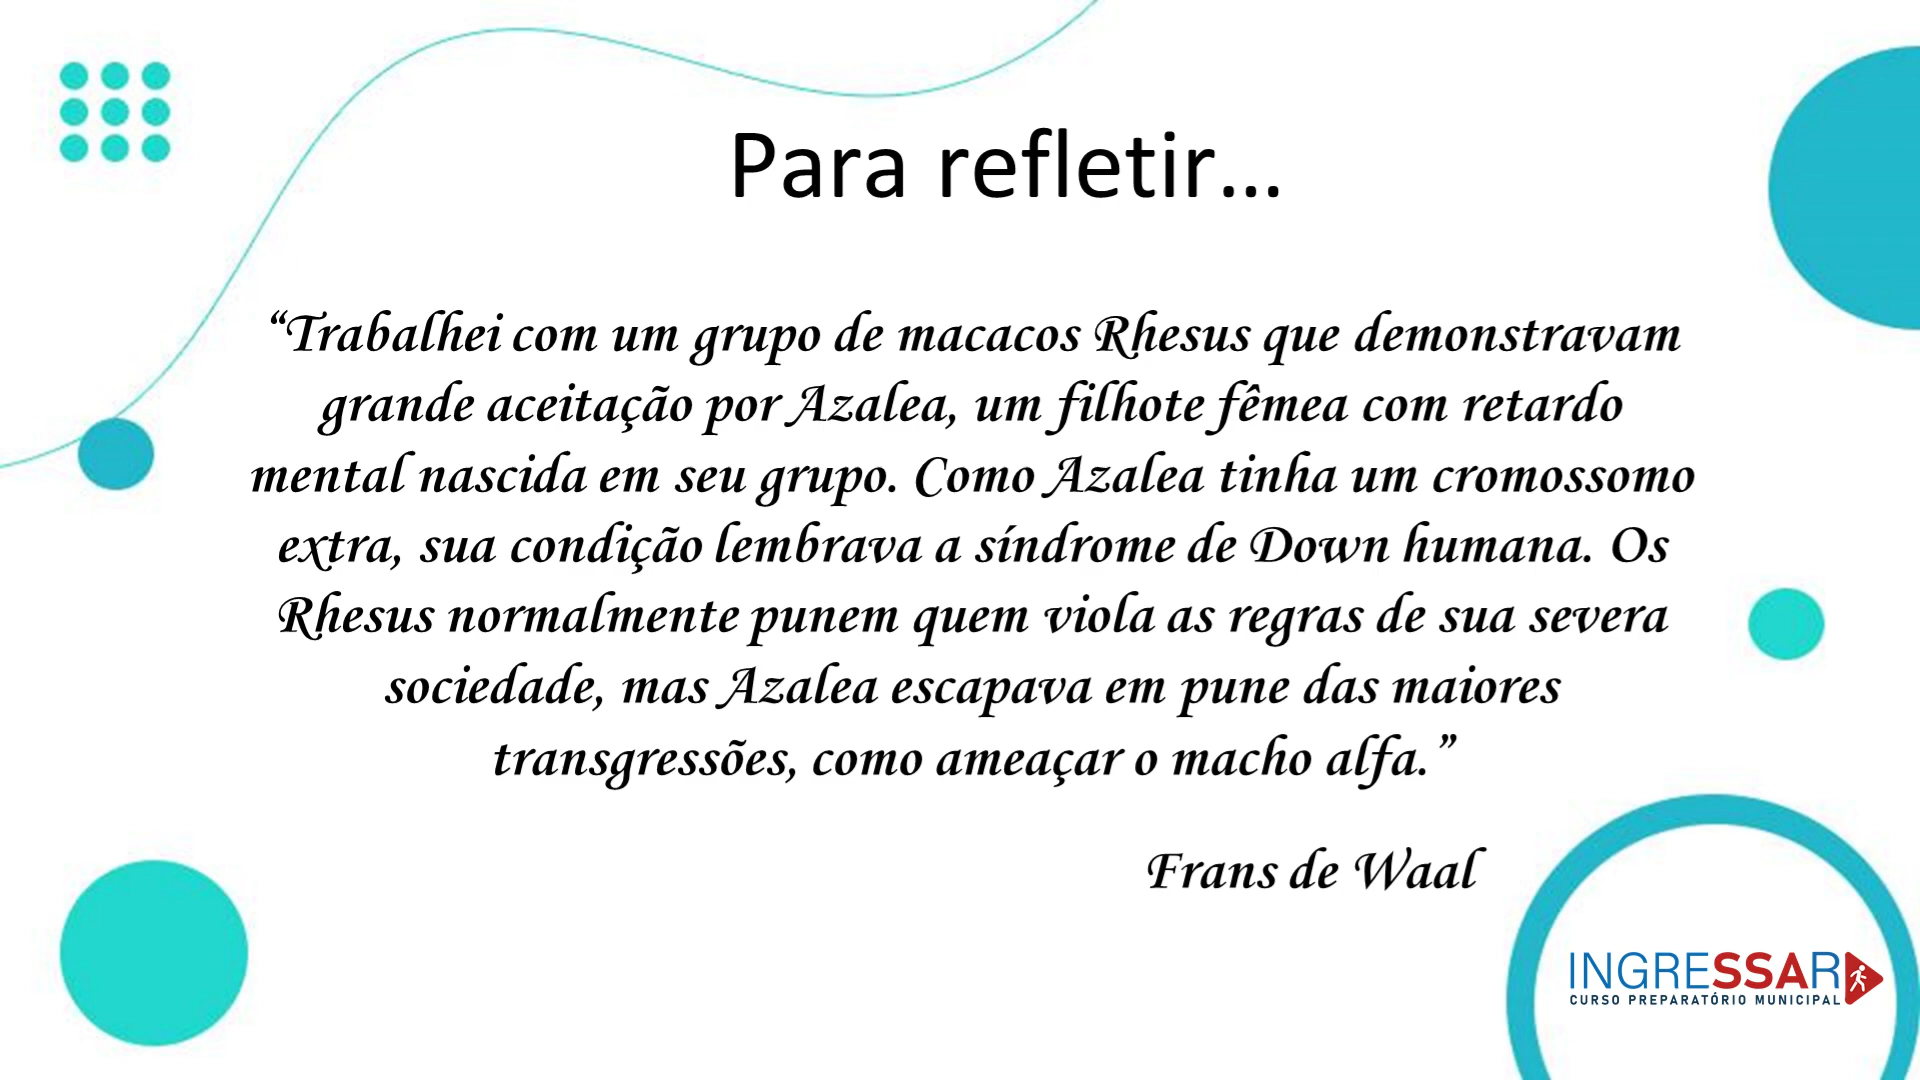 Para refletir...
“Trabalhei com um grupo de macacos Rhesus que demonstravam
grande aceitação por Azalea, um filhote fêmea com retardo
mental nascida em seu grupo. Como Azalea tinha um cromossomo
extra, sua condição lembrava a síndrome de Down humana. Os
Rhesus normalmente punem quem viola as regras de sua severa
sociedade, mas Azalea escapava em pune das maiores
transgressões, como ameaçar o macho alfa.”
Frans de Waal
INGRESSAR
CURSO PREPARATÓRIO MUNICIPAL